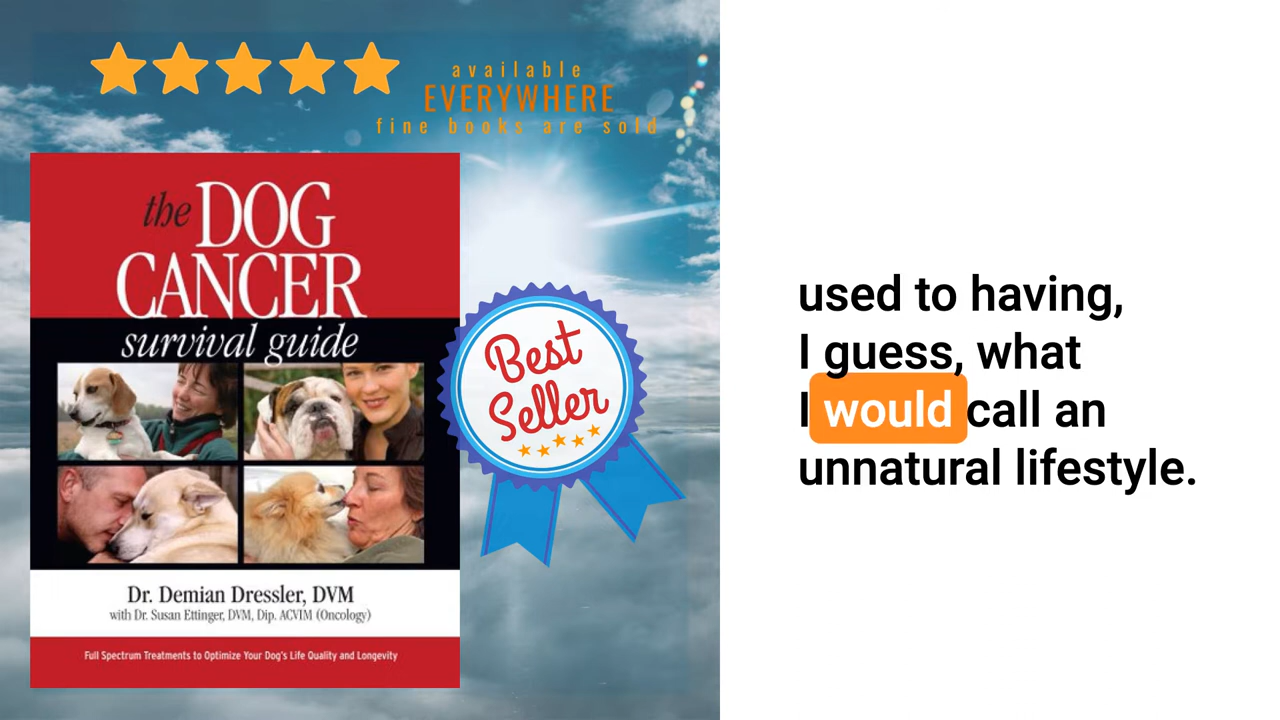 available
EVERYWHERE
fine books are sold
the DOG
CANCER
survival guide
Best
Seller
Dr. Demian Dressler, DVM
with Dr. Susan Ettinger, DVM, Dip. ACVIM (Oncology)
Full Spectrum Treatments to Optimize Your Dog's Life Quality and Longevity
used to having,
I guess, what
I would call an
unnatural lifestyle.